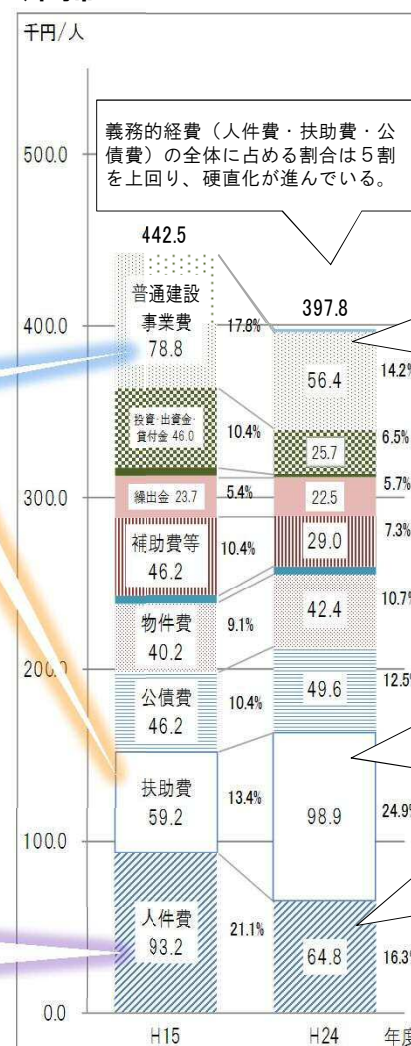 千円/人
500.0
400.0
300.0
200.0
100.0
0.0
義務的経費（人件費・扶助費・公
債費）の全体に占める割合は５割
を上回り、硬直化が進んでいる。
442.5
普通建設
事業費
78.8
17.8%
投資・出資金・
貸付金 46.0
10.4%
繰出金 23.7
5.4%
補助費等
46.2
10.4%
物件費
40.2
9.1%
公債費
46.2
10.4%
扶助費
59.2
13.4%
人件費
93.2
21.1%
397.8
56.4
14.2%
25.7
6.5%
22.5
5.7%
29.0
7.3%
42.4
10.7%
49.6
12.5%
98.9
24.9%
64.8
16.3%
H15
H24
年度